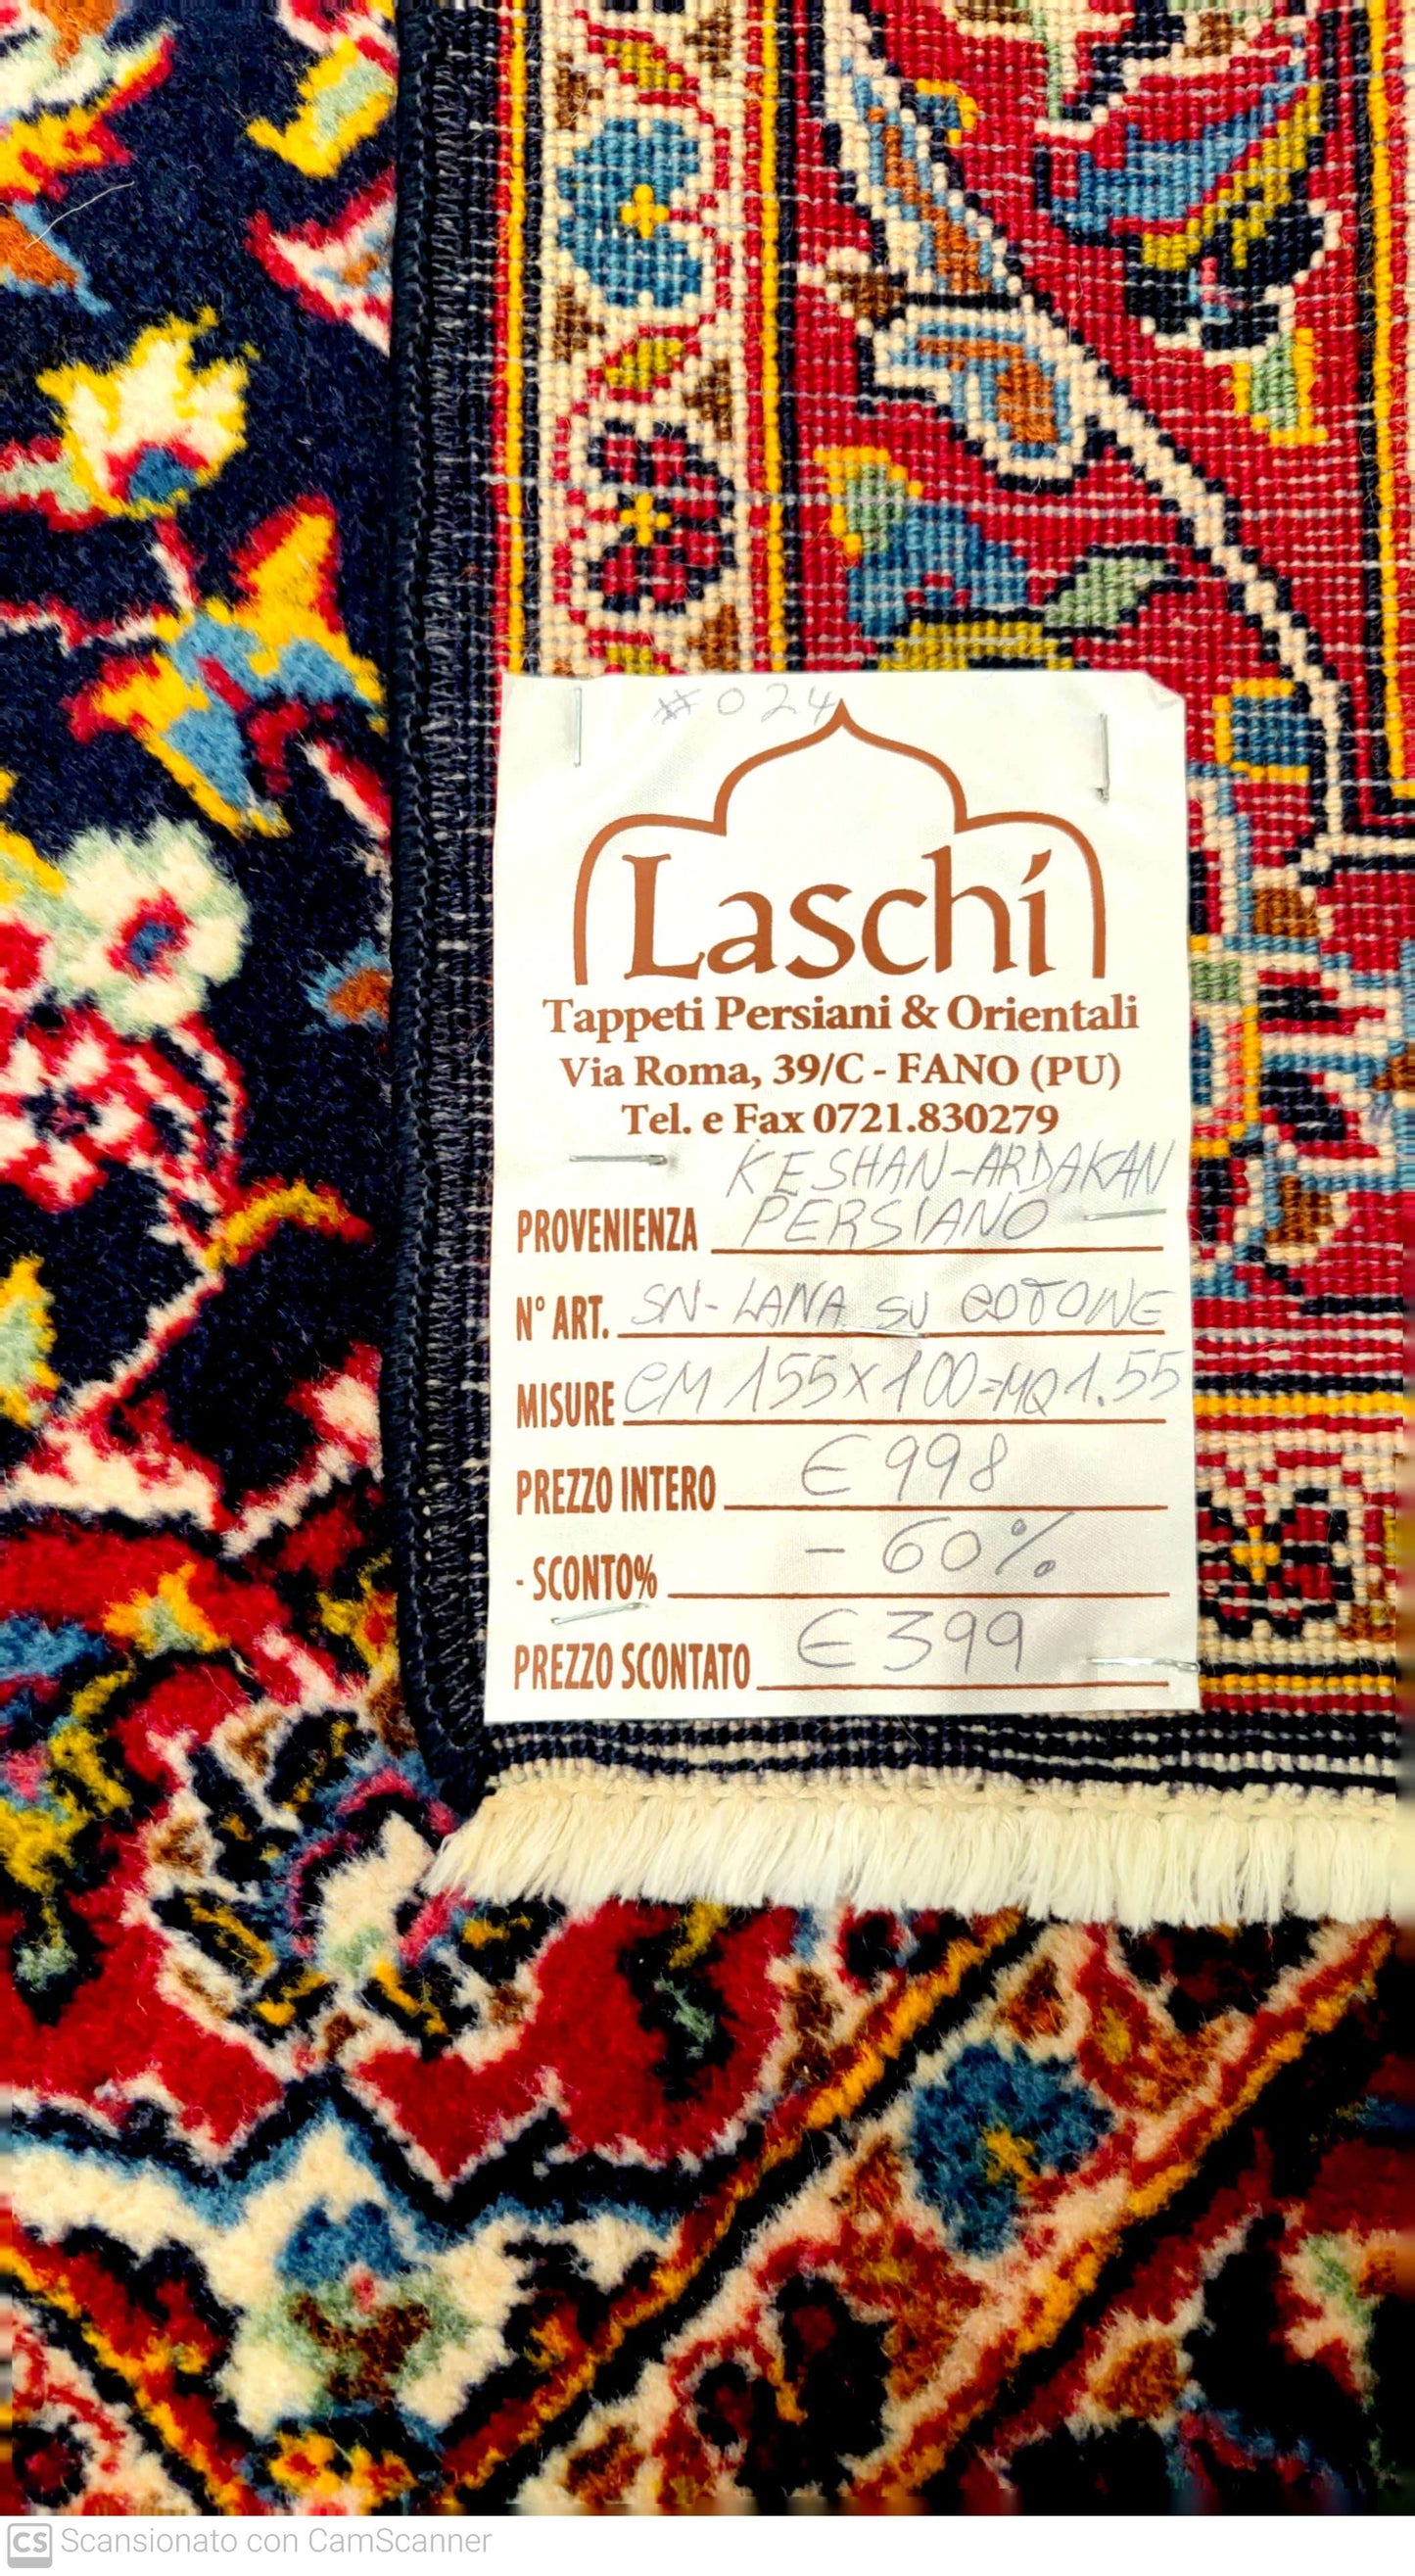 #024
Laschi
Tappeti Persiani & Orientali
Via Roma, 39/C - FANO (PU)
Tel. e Fax 0721.830279
KESHAN-ARDAKAN
PROVENIENZA PERSIANO
N° ART. SN-LANA SU COTONE
MISURE CM 155x100=MQ 1.55
PREZZO INTERO € 998
- SCONTO% - 60%
PREZZO SCONTATO € 399
CS Scansionato con CamScanner